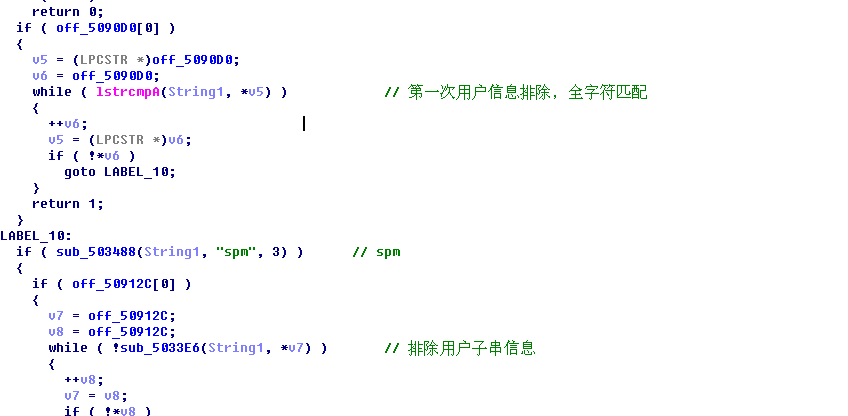 return 0;
if ( off_5090D0[0] )
{
v5 = (LPCSTR *)off_5090D0;
v6 = off_5090D0;
while ( lstrcmpA(String1, *v5) ) // 第一次用户信息排除，全字符匹配
{
++v6;
v5 = (LPCSTR *)v6;
if ( !*v6 )
goto LABEL_10;
}
return 1;
}
LABEL_10:
if ( sub_503488(String1, "spm", 3) ) // spm
{
if ( off_50912C[0] )
{
v7 = off_50912C;
v8 = off_50912C;
while ( !sub_5033E6(String1, *v7) ) // 排除用户子串信息
{
++v8;
v7 = v8;
if ( !*v8 )